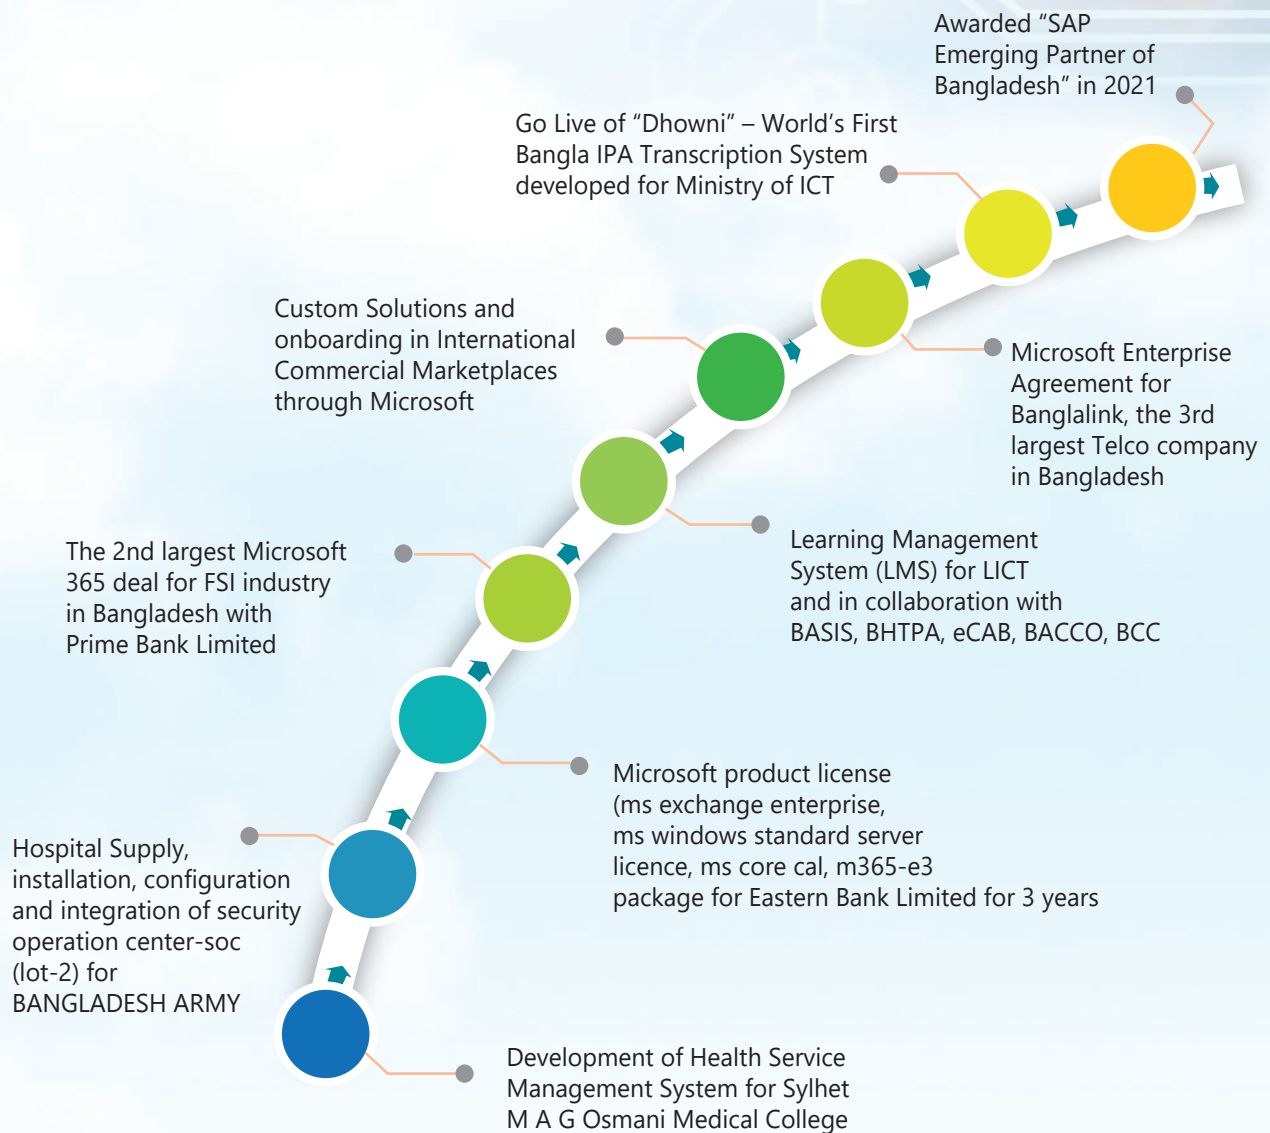 Awarded “SAP
Emerging Partner of
Bangladesh” in 2021
Go Live of “Dhowni” – World’s First
Bangla IPA Transcription System
developed for Ministry of ICT
Custom Solutions and
onboarding in International
Commercial Marketplaces
through Microsoft
Microsoft Enterprise
Agreement for
Banglalink, the 3rd
largest Telco company
in Bangladesh
The 2nd largest Microsoft
365 deal for FSI industry
in Bangladesh with
Prime Bank Limited
Learning Management
System (LMS) for LICT
and in collaboration with
BASIS, BHTPA, eCAB, BACCO, BCC
Microsoft product license
(ms exchange enterprise,
ms windows standard server
licence, ms core cal, m365-e3
package for Eastern Bank Limited for 3 years
Hospital Supply,
installation, configuration
and integration of security
operation center-soc
(lot-2) for
BANGLADESH ARMY
Development of Health Service
Management System for Sylhet
M A G Osmani Medical College